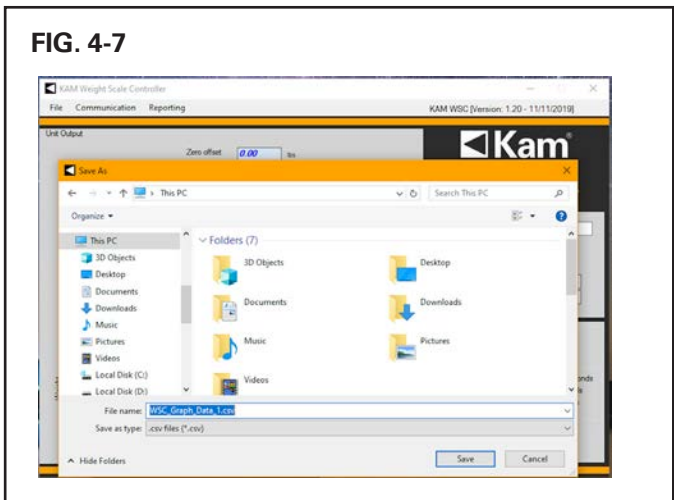 FIG. 4-7
KAM Weight Scale Controller
File Communication Reporting KAM WSC [Version: 1.20 - 11/11/2019]
Unit Output
Zero offset 0.00 lbs
Kam
Save As
This PC Search This PC
Organize
This PC
3D Objects
Desktop
Documents
Downloads
Music
Pictures
Videos
Local Disk (C:)
Local Disk (D:)
Folders (7)
3D Objects Desktop
Documents Downloads
Music Pictures
Videos
File name: WSC_Graph_Data_1.csv
Save as type: .csv files (*.csv)
Hide Folders Save Cancel